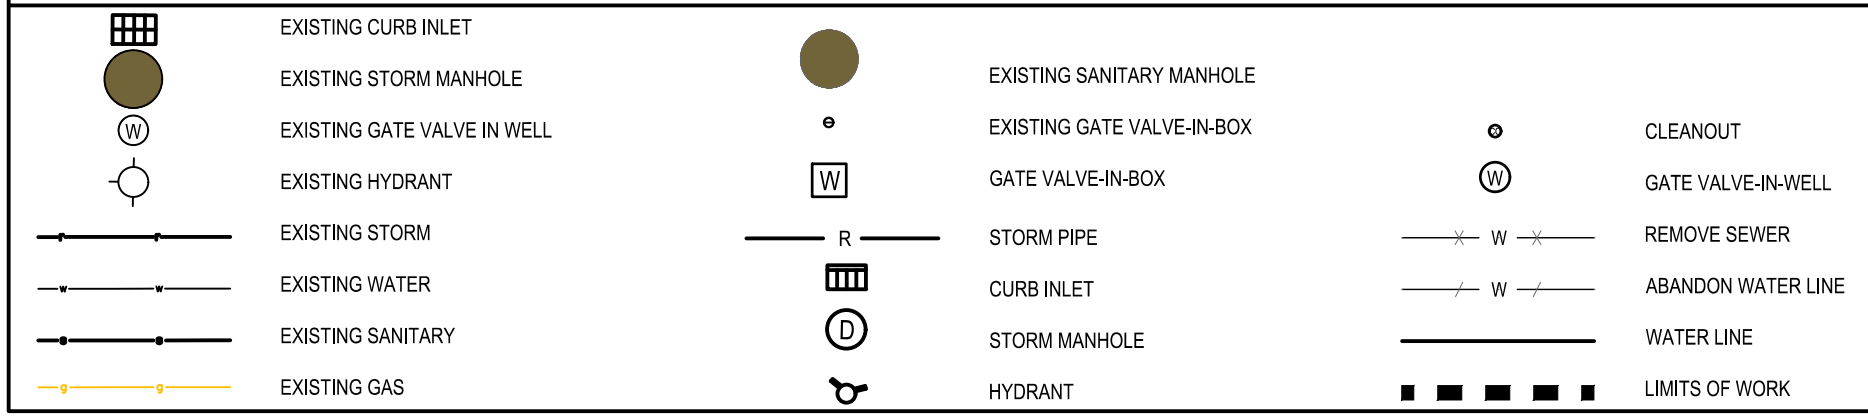 EXISTING CURB INLET
EXISTING STORM MANHOLE
W EXISTING GATE VALVE IN WELL
EXISTING HYDRANT
r r EXISTING STORM
w w EXISTING WATER
EXISTING SANITARY
g g EXISTING GAS
EXISTING SANITARY MANHOLE
EXISTING GATE VALVE-IN-BOX
W GATE VALVE-IN-BOX
R STORM PIPE
CURB INLET
D STORM MANHOLE
HYDRANT
CLEANOUT
W GATE VALVE-IN-WELL
W REMOVE SEWER
W ABANDON WATER LINE
WATER LINE
LIMITS OF WORK